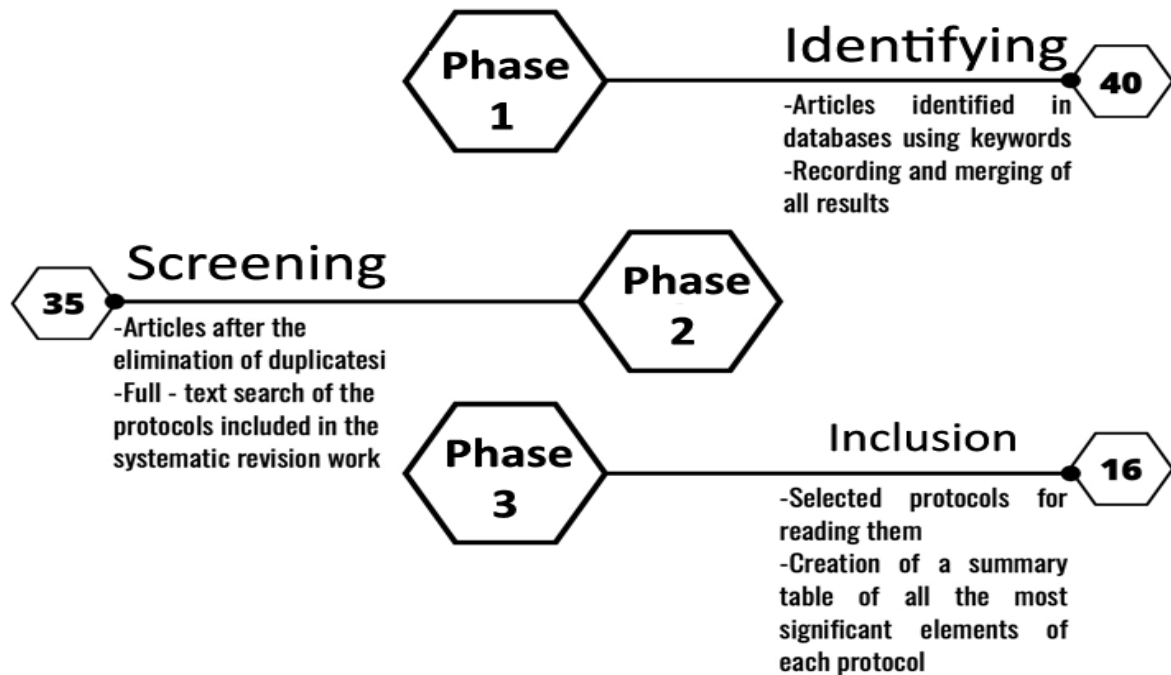 Phase
1
Identifying
40
-Articles identified in
databases using keywords
-Recording and merging of
all results
Screening
35
Phase
2
-Articles after the
elimination of duplicatesi
-Full - text search of the
protocols included in the
systematic revision work
Phase
3
Inclusion
16
-Selected protocols for
reading them
-Creation of a summary
table of all the most
significant elements of
each protocol